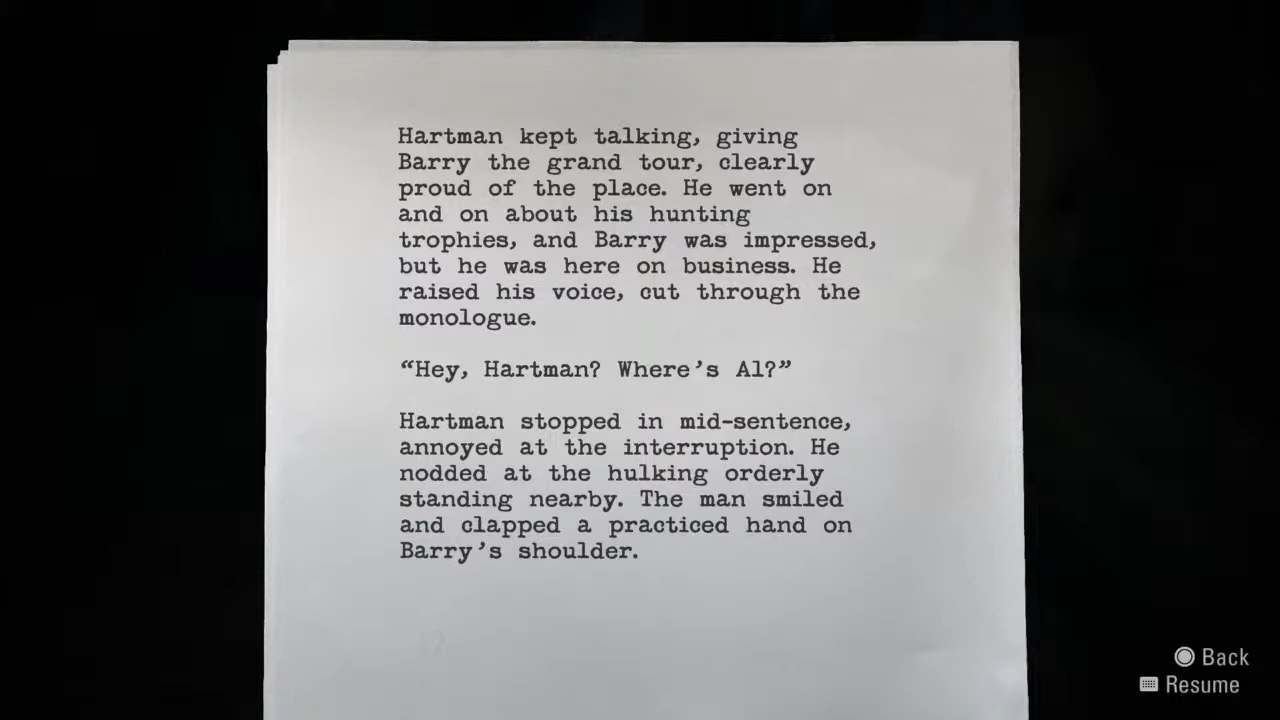 Hartman kept talking, giving
Barry the grand tour, clearly
proud of the place. He went on
and on about his hunting
trophies, and Barry was impressed,
but he was here on business. He
raised his voice, cut through the
monologue.
“Hey, Hartman? Where’s Al?”
Hartman stopped in mid-sentence,
annoyed at the interruption. He
nodded at the hulking orderly
standing nearby. The man smiled
and clapped a practiced hand on
Barry’s shoulder.
Back
Resume